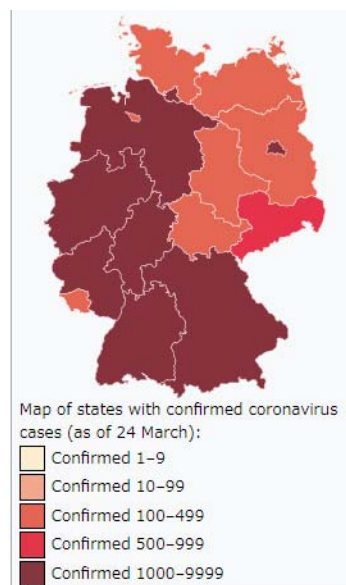 Map of states with confirmed coronavirus
cases (as of 24 March):
Confirmed 1–9
Confirmed 10–99
Confirmed 100–499
Confirmed 500–999
Confirmed 1000–9999